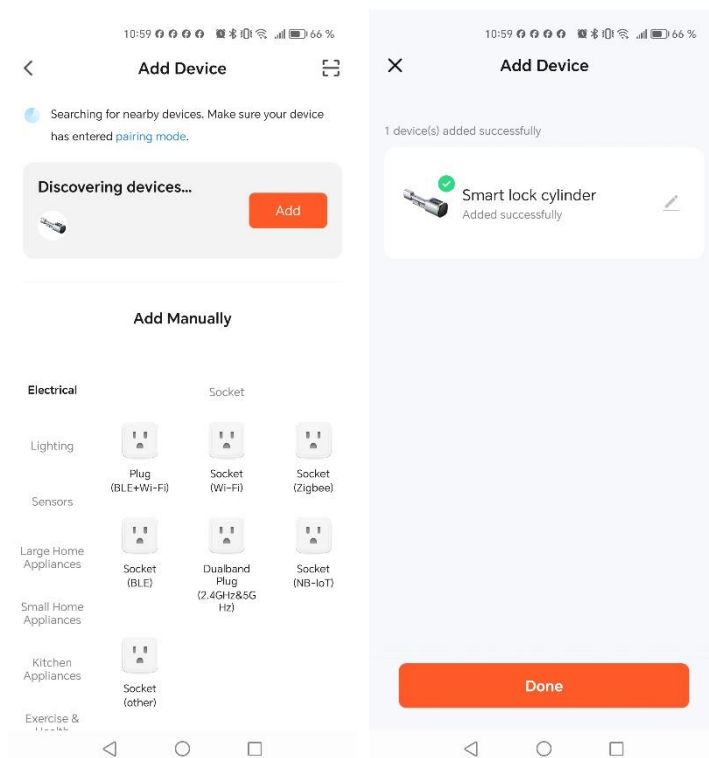 10:59 66 %
Add Device
Searching for nearby devices. Make sure your device
has entered pairing mode.
Discovering devices...
Add
Add Manually
Electrical
Lighting
Sensors
Large Home
Appliances
Small Home
Appliances
Kitchen
Appliances
Exercise &
Socket
Plug
(BLE+Wi-Fi)
Socket
(Wi-Fi)
Socket
(Zigbee)
Socket
(BLE)
Dualband
Plug
(2.4GHz&5G
Hz)
Socket
(NB-IoT)
Socket
(other)
10:59 66 %
Add Device
1 device(s) added successfully
Smart lock cylinder
Added successfully
Done